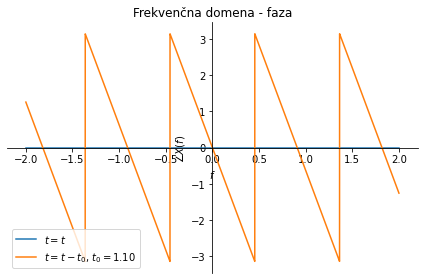 Frekvenčna domena - faza
3
2
1
0
−1
−2
−3
∠X(f)
−2.0 −1.5 −1.0 −0.5 0.0 0.5 1.0 1.5 2.0
f
t = t
t = t − t₀, t₀ = 1.10